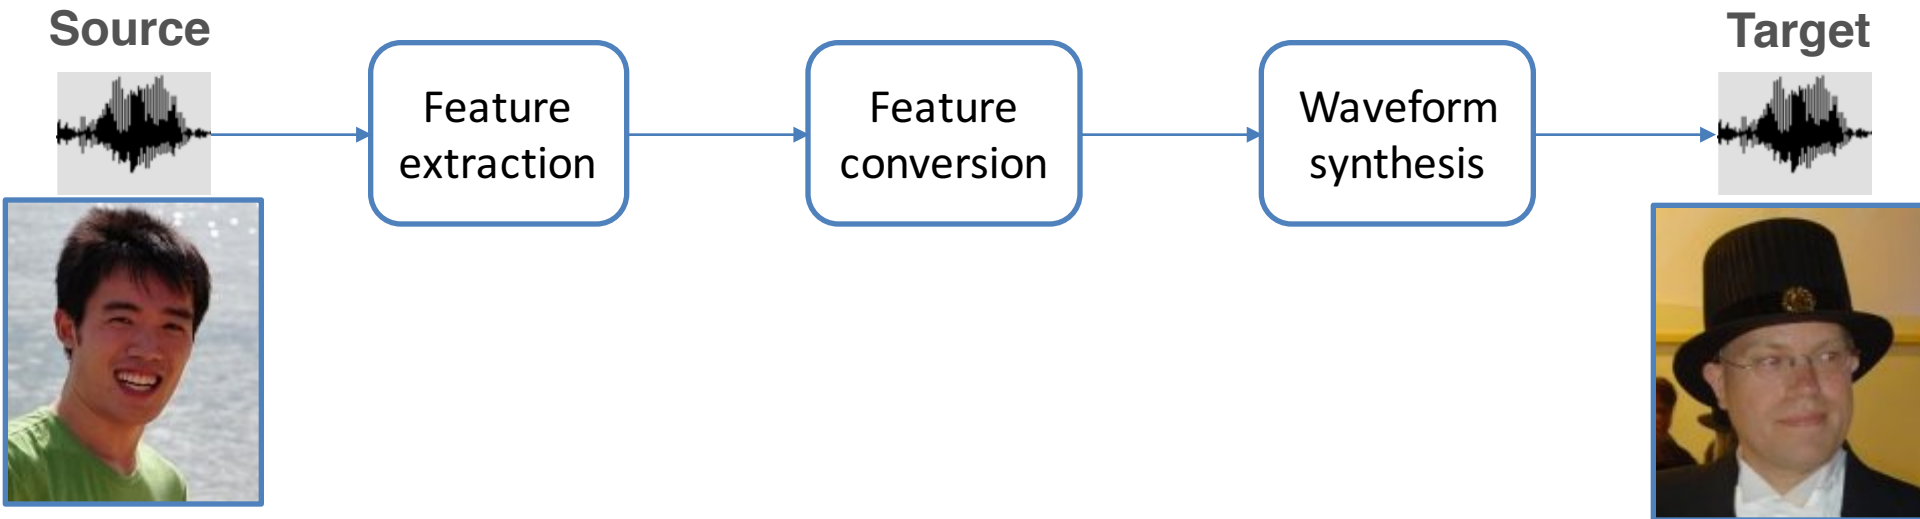 Source
Target
Feature
extraction
Feature
conversion
Waveform
synthesis